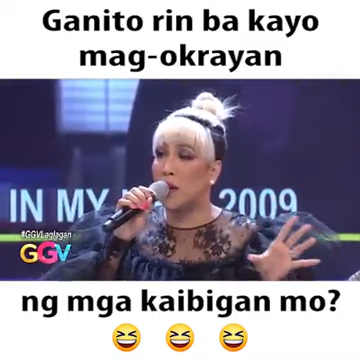 Ganito rin ba kayo
mag-okrayan
IN MY
2009
#GGVLaglagan
GGV
ng mga kaibigan mo?